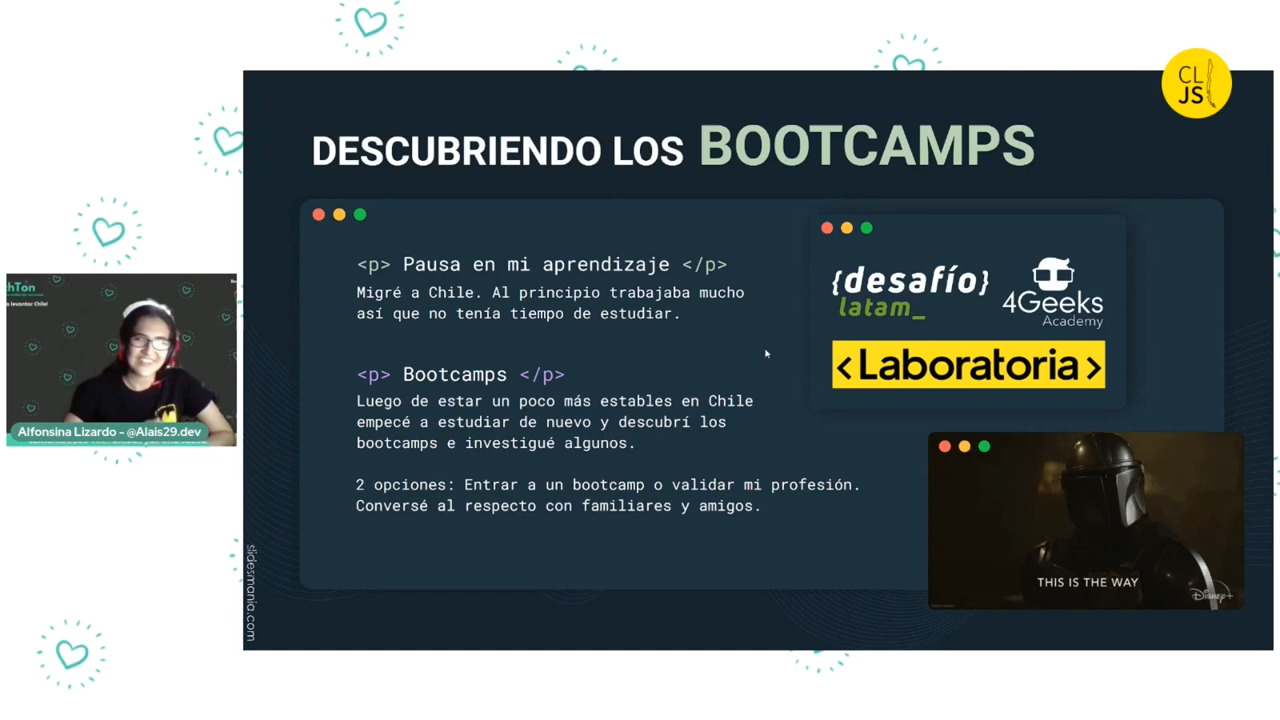 CL
JS
DESCUBRIENDO LOS BOOTCAMPS
<p> Pausa en mi aprendizaje </p>
Migré a Chile. Al principio trabajaba mucho
así que no tenía tiempo de estudiar.
<p> Bootcamps </p>
Luego de estar un poco más estables en Chile
empecé a estudiar de nuevo y descubrí los
bootcamps e investigué algunos.
2 opciones: Entrar a un bootcamp o validar mi profesión.
Conversé al respecto con familiares y amigos.
{desafío}
latam_
4Geeks
Academy
<Laboratoria>
THIS IS THE WAY
Disney+
slidesmania.com
thTon
levantar Chile!
Alfonsina Lizardo - @Alais29.dev